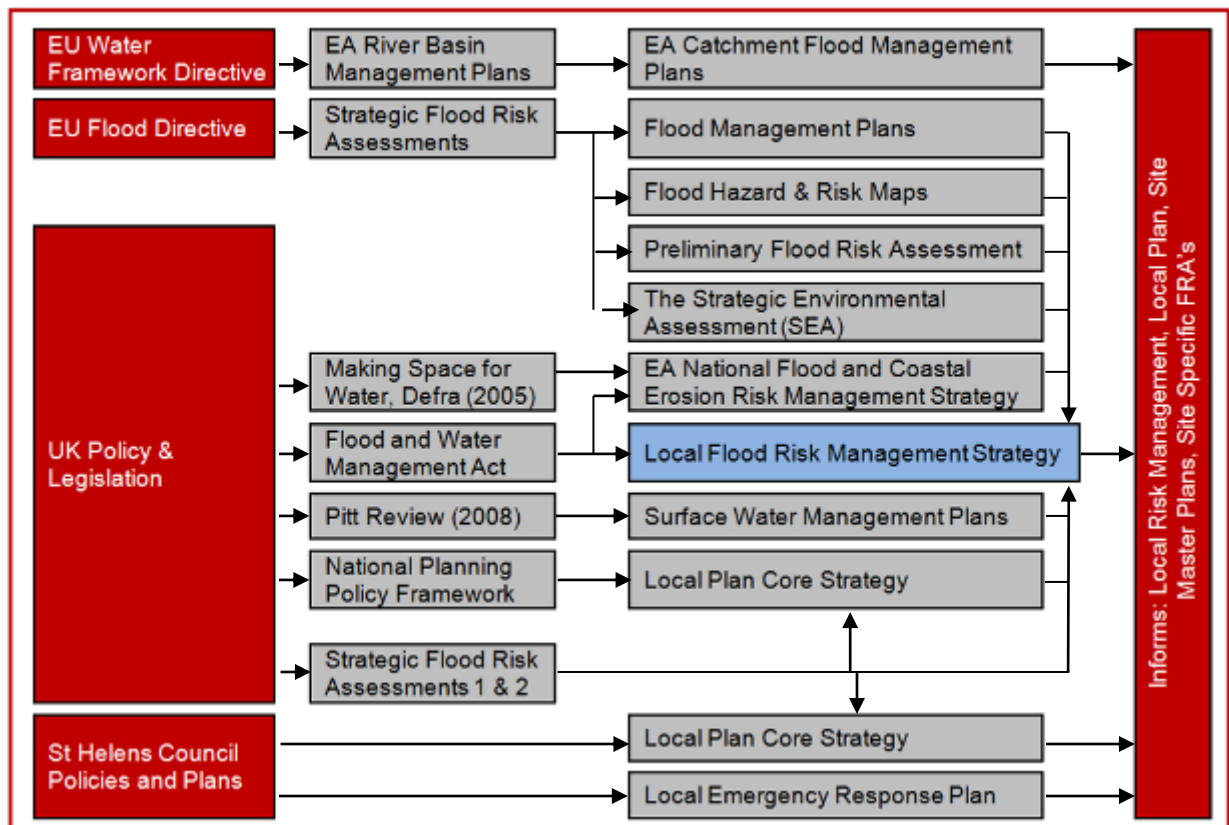 EU Water
Framework Directive
EA River Basin
Management Plans
EA Catchment Flood Management
Plans
EU Flood Directive
Strategic Flood Risk
Assessments
Flood Management Plans
Flood Hazard & Risk Maps
Preliminary Flood Risk Assessment
The Strategic Environmental
Assessment (SEA)
UK Policy &
Legislation
Making Space for
Water, Defra (2005)
EA National Flood and Coastal
Erosion Risk Management Strategy
Flood and Water
Management Act
Local Flood Risk Management Strategy
Pitt Review (2008)
Surface Water Management Plans
National Planning
Policy Framework
Local Plan Core Strategy
Strategic Flood Risk
Assessments 1 & 2
St Helens Council
Policies and Plans
Local Plan Core Strategy
Local Emergency Response Plan
Informs: Local Risk Management, Local Plan, Site
Master Plans, Site Specific FRA's